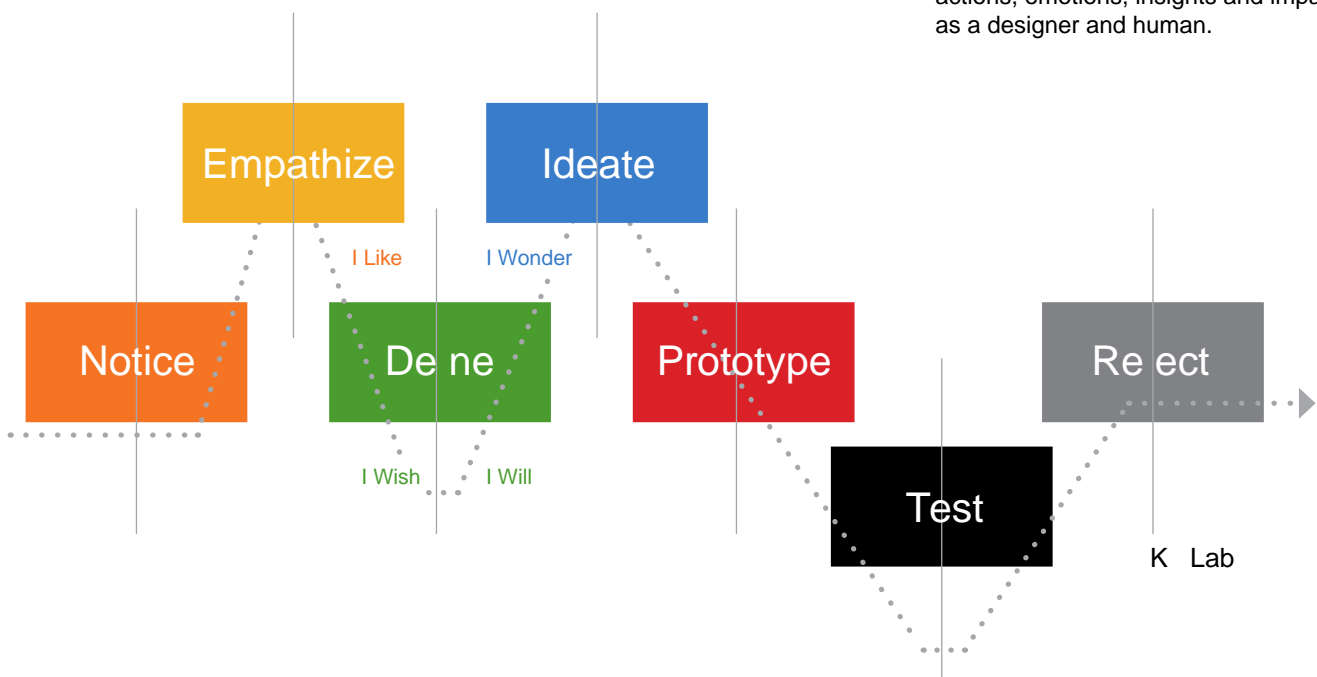 actions, emotions, insights and impa
as a designer and human.
Empathize
Ideate
I Like
I Wonder
Notice
De ne
Prototype
Re ect
I Wish
I Will
Test
K Lab